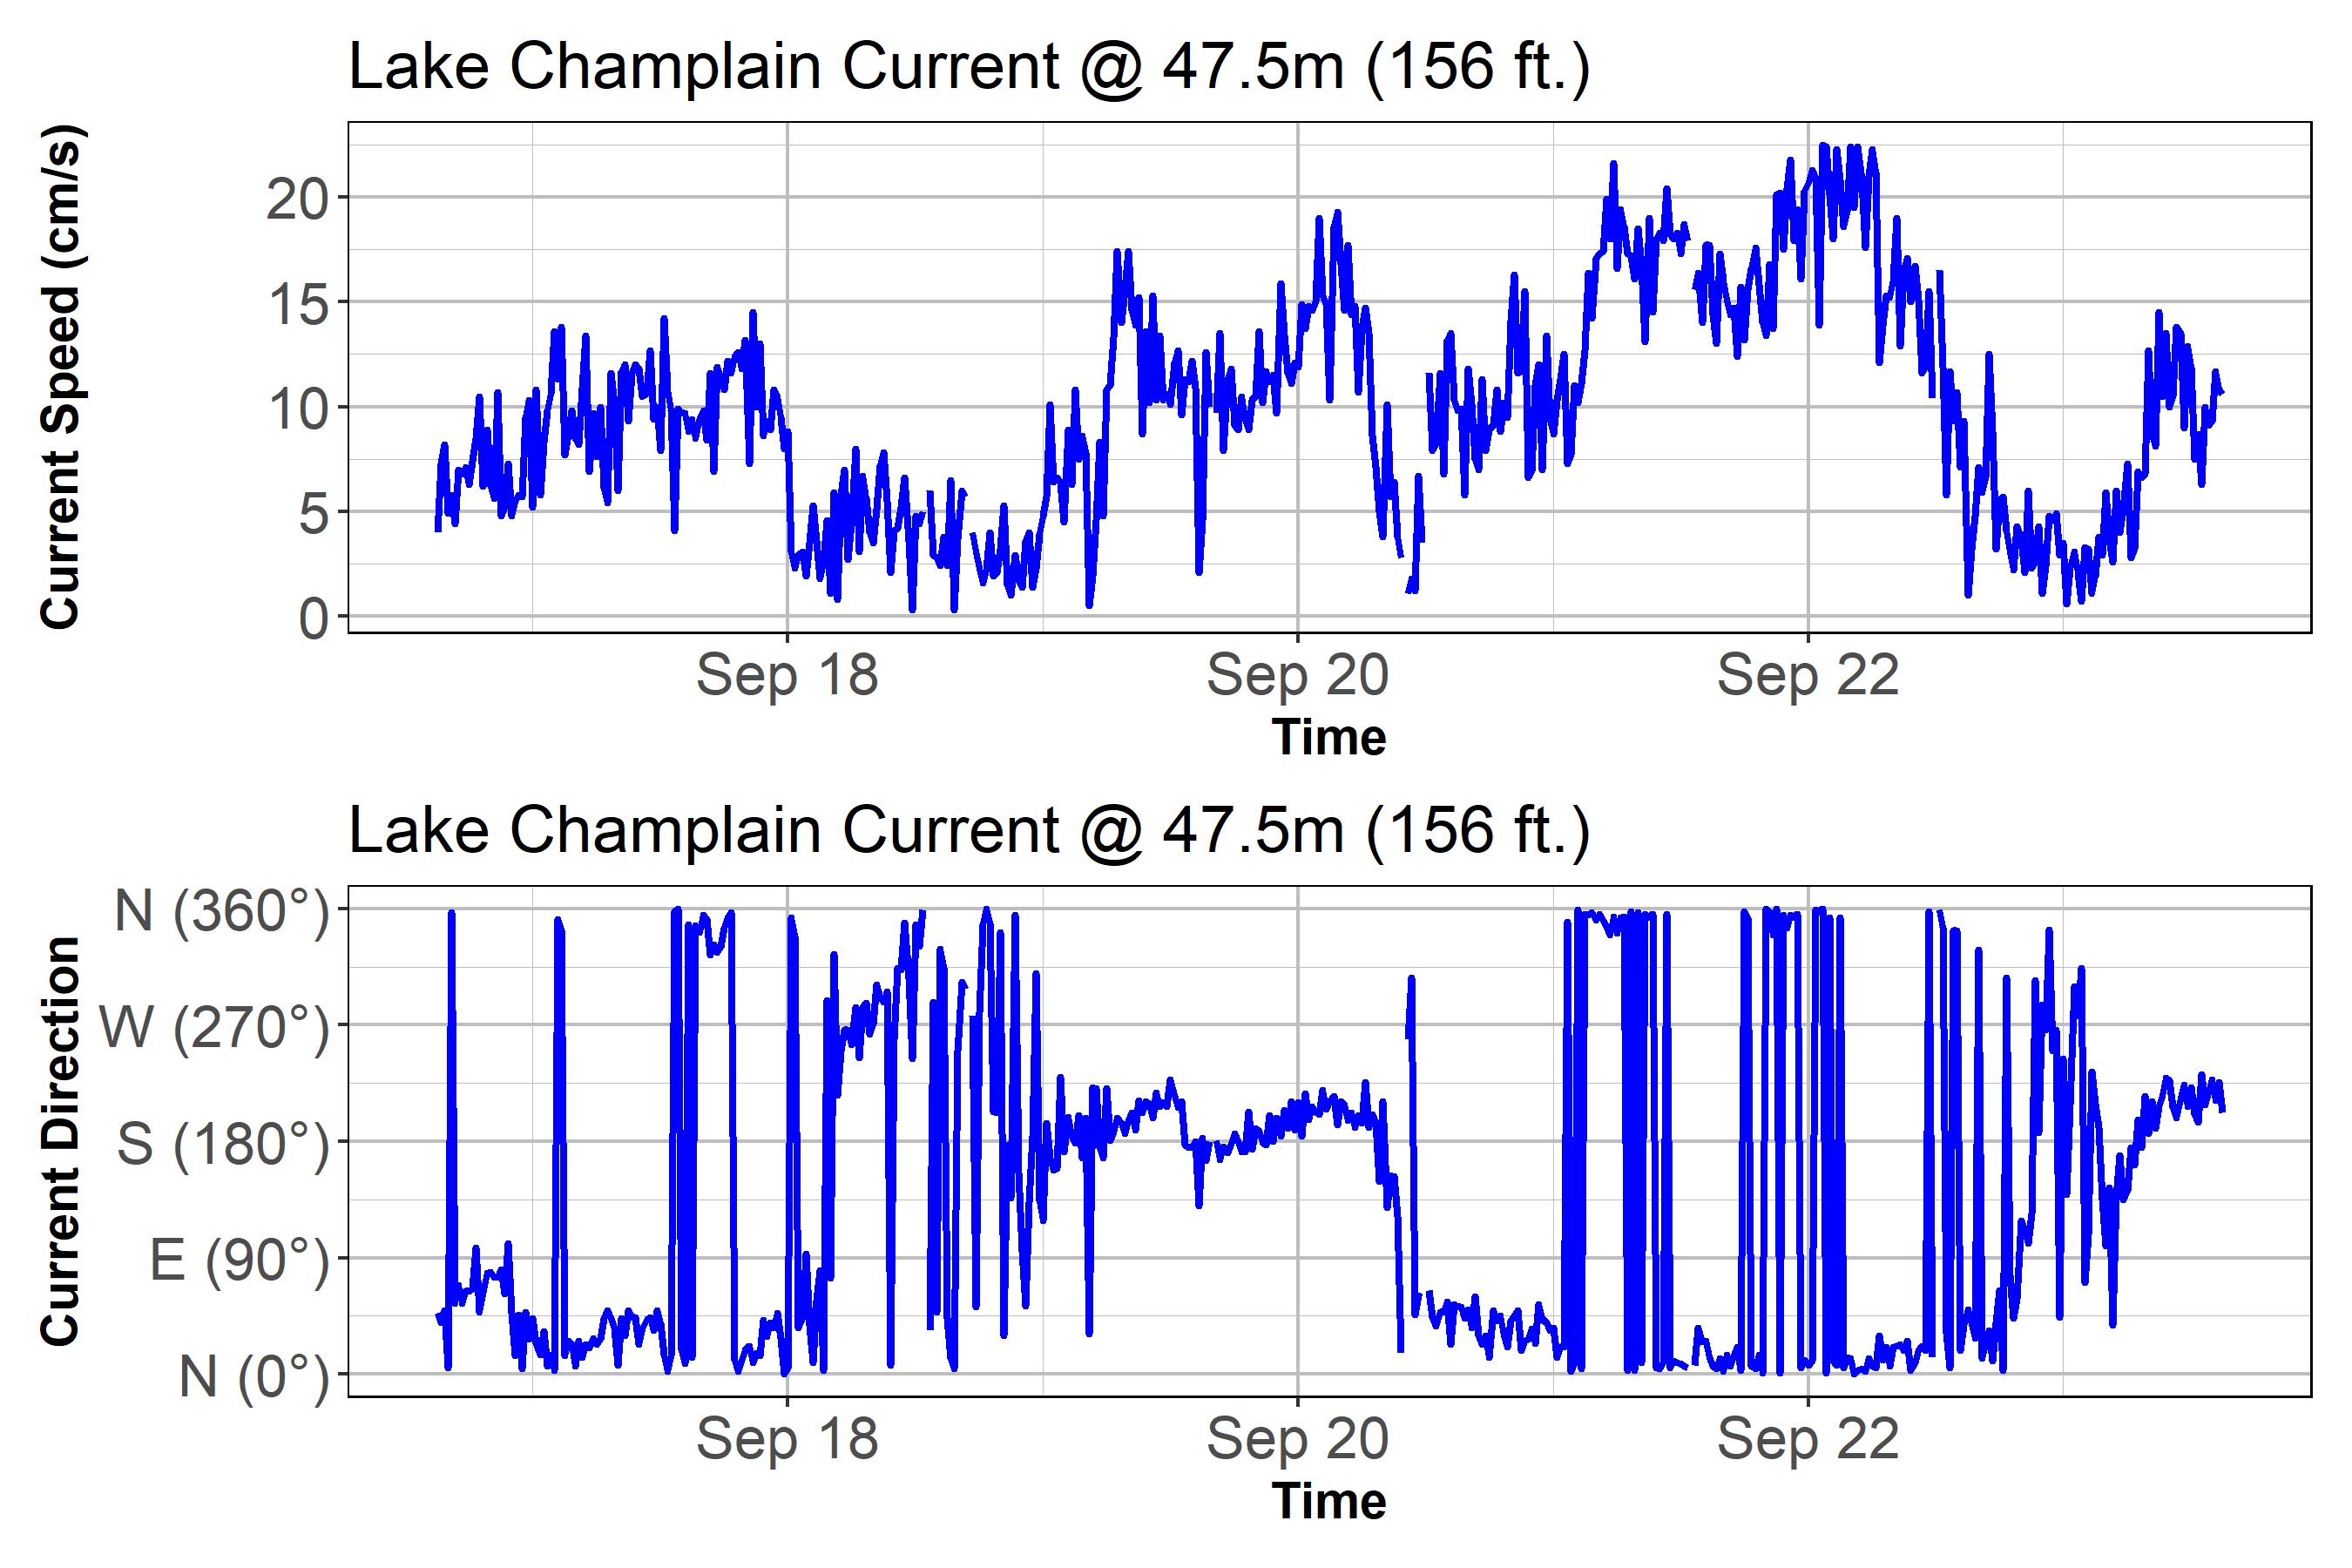 Lake Champlain Current @ 47.5m (156 ft.)
Current Speed (cm/s)
20
15
10
5
0
Sep 18 Sep 20 Sep 22
Time
Lake Champlain Current @ 47.5m (156 ft.)
Current Direction
N (360°)
W (270°)
S (180°)
E (90°)
N (0°)
Sep 18 Sep 20 Sep 22
Time